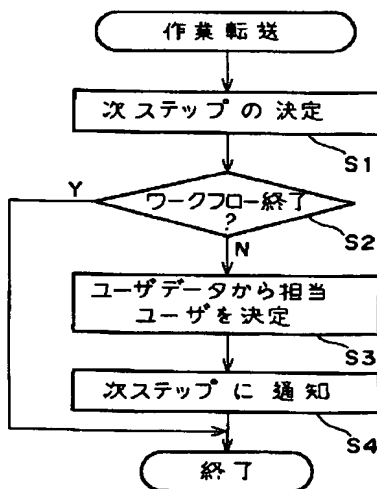 作業転送
次ステップの決定
S1
ワークフロー終了
?
S2
Y
N
ユーザデータから担当
ユーザを決定
S3
次ステップに通知
S4
終了